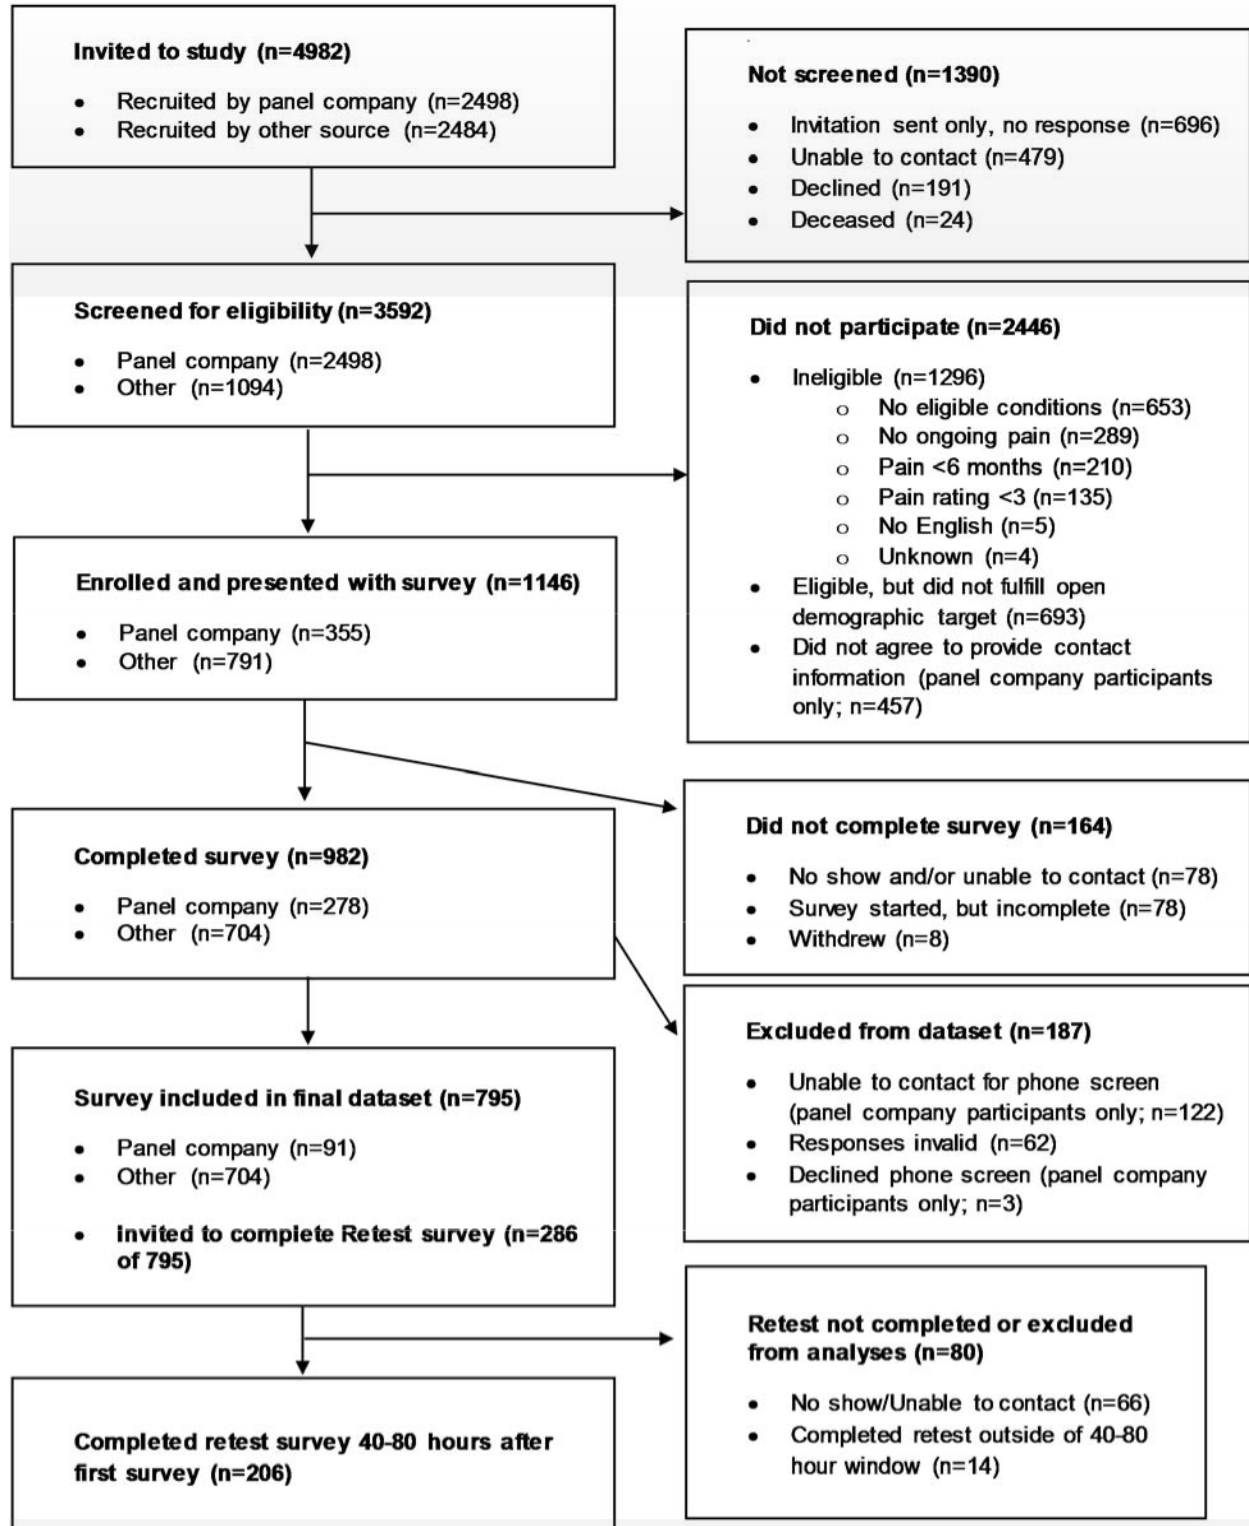 Invited to study (n=4982)
• Recruited by panel company (n=2498)
• Recruited by other source (n=2484)
Not screened (n=1390)
• Invitation sent only, no response (n=696)
• Unable to contact (n=479)
• Declined (n=191)
• Deceased (n=24)
Screened for eligibility (n=3592)
• Panel company (n=2498)
• Other (n=1094)
Did not participate (n=2446)
• Ineligible (n=1296)
o No eligible conditions (n=653)
o No ongoing pain (n=289)
o Pain <6 months (n=210)
o Pain rating <3 (n=135)
o No English (n=5)
o Unknown (n=4)
• Eligible, but did not fulfill open
demographic target (n=693)
• Did not agree to provide contact
information (panel company participants
only; n=457)
Enrolled and presented with survey (n=1146)
• Panel company (n=355)
• Other (n=791)
Did not complete survey (n=164)
• No show and/or unable to contact (n=78)
• Survey started, but incomplete (n=78)
• Withdrew (n=8)
Completed survey (n=982)
• Panel company (n=278)
• Other (n=704)
Excluded from dataset (n=187)
• Unable to contact for phone screen
(panel company participants only; n=122)
• Responses invalid (n=62)
• Declined phone screen (panel company
participants only; n=3)
Survey included in final dataset (n=795)
• Panel company (n=91)
• Other (n=704)
• Invited to complete Retest survey (n=286
of 795)
Retest not completed or excluded
from analyses (n=80)
• No show/Unable to contact (n=66)
• Completed retest outside of 40-80
hour window (n=14)
Completed retest survey 40-80 hours after
first survey (n=206)